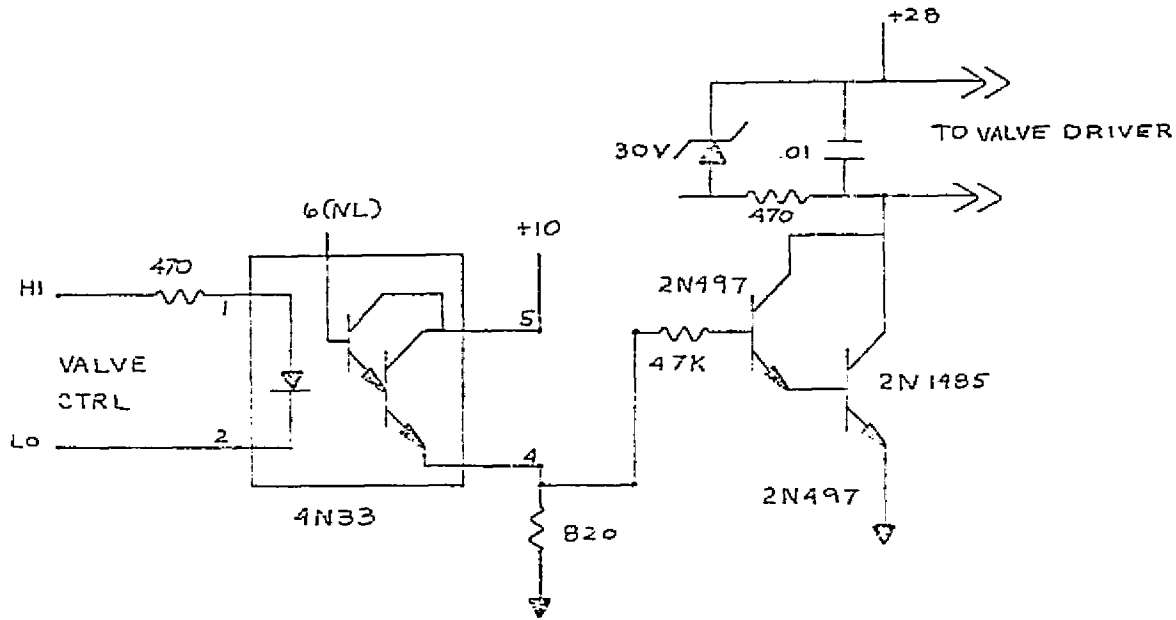 +28
TO VALVE DRIVER
30V
.01
470
6(NL)
+10
470
HI
1
5
2N497
47K
VALVE
CTRL
2N1485
LO
2
4
4N33
820
2N497